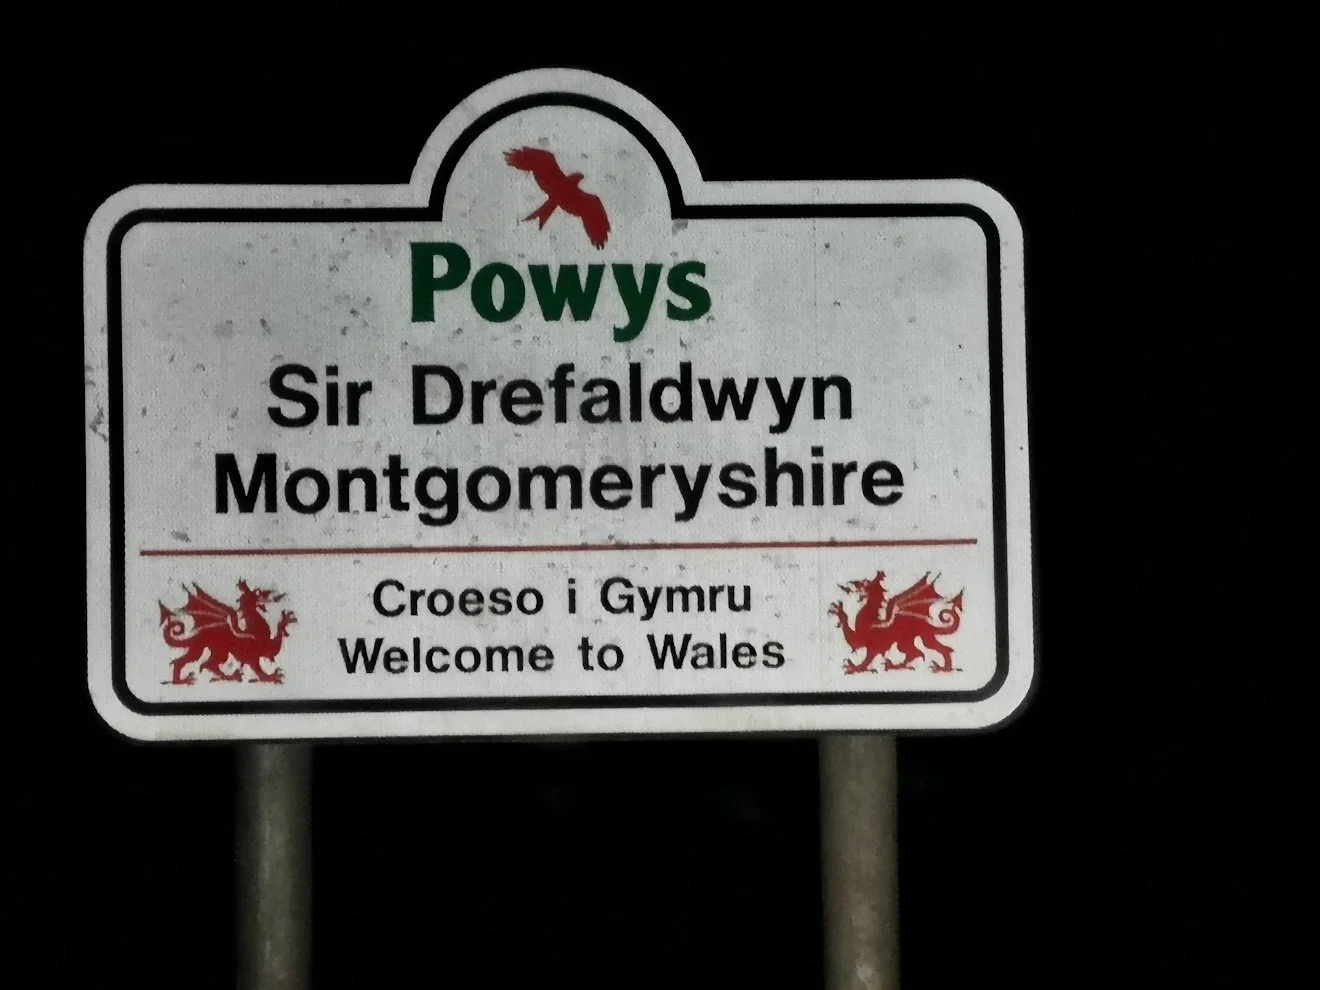 Powys
Sir Drefaldwyn
Montgomeryshire
Croeso i Gymru
Welcome to Wales